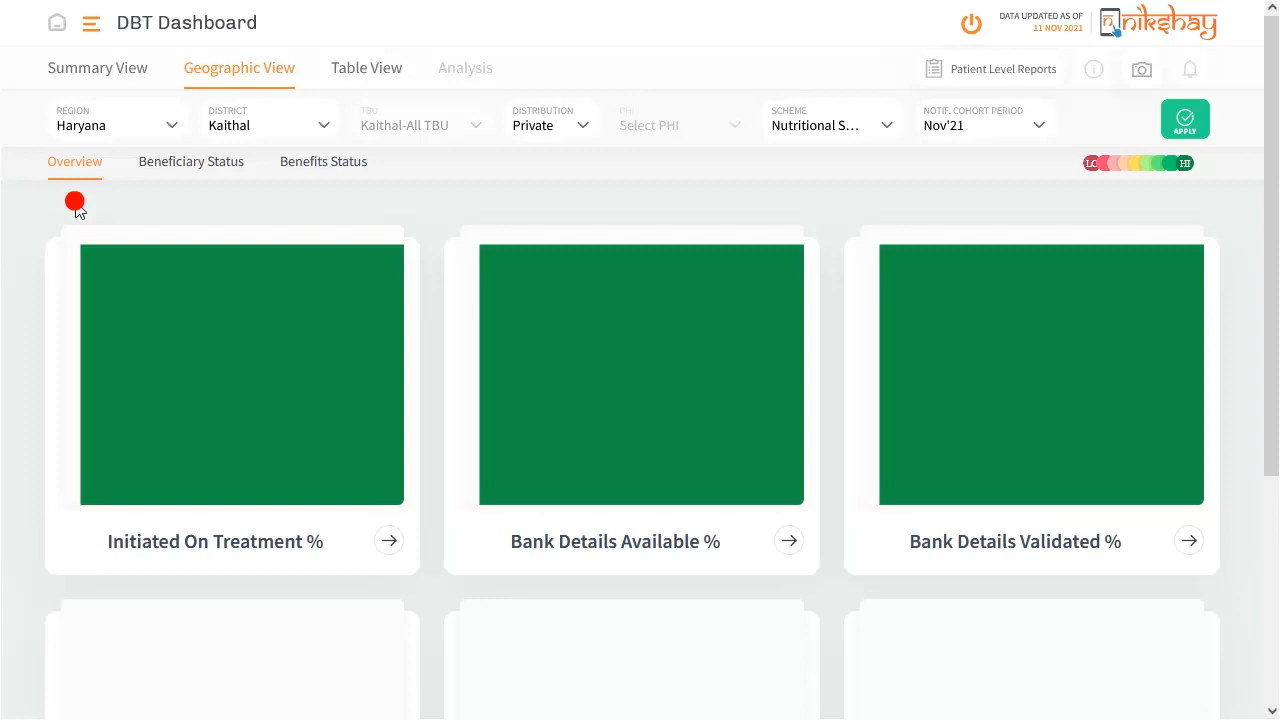 DBT Dashboard
DATA UPDATED AS OF
11 NOV 2021
न nikshay
Summary View
Geographic View
Table View
Analysis
Patient Level Reports
REGION
Haryana
DISTRICT
Kaithal
TBU
Kaithal-All TBU
DISTRIBUTION
Private
PHI
Select PHI
SCHEME
Nutritional S...
NOTIF. COHORT PERIOD
Nov'21
APPLY
Overview
Beneficiary Status
Benefits Status
LO
HI
Initiated On Treatment %
Bank Details Available %
Bank Details Validated %